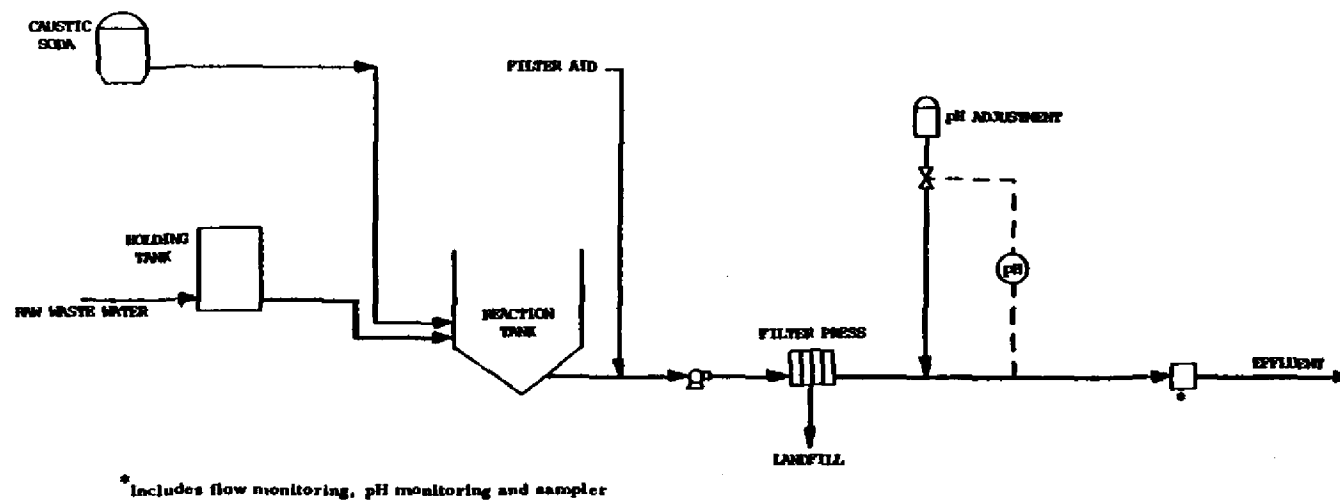 CAUSTIC
SODA
FILTER AID
pH ADJUSTMENT
HOLDING
TANK
pH
RAW WASTE WATER
REACTION
TANK
FILTER PRESS
EFFLUENT
*
LANDFILL
*Includes flow monitoring, pH monitoring and sampler